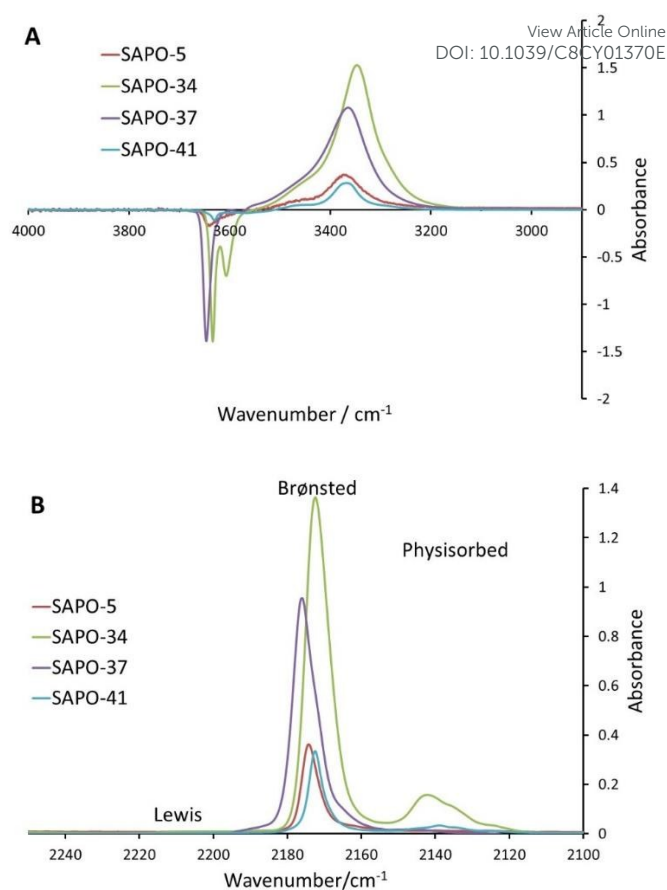 View Article Online
DOI: 10.1039/C8CY01370E
A
SAPO-5
SAPO-34
SAPO-37
SAPO-41
2
1.5
1
0.5
0
-0.5
-1
-1.5
-2
Absorbance
4000 3800 3600 3400 3200 3000
Wavenumber / cm⁻¹
B
Brønsted
Physisorbed
Lewis
SAPO-5
SAPO-34
SAPO-37
SAPO-41
1.4
1.2
1
0.8
0.6
0.4
0.2
0
Absorbance
2240 2220 2200 2180 2160 2140 2120 2100
Wavenumber/cm⁻¹